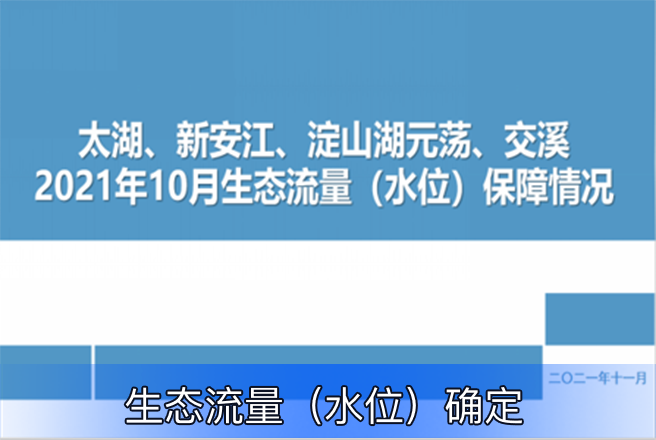 太湖、新安江、淀山湖元荡、交溪
2021年10月生态流量（水位）保障情况
二〇二一年十一月
生态流量（水位）确定